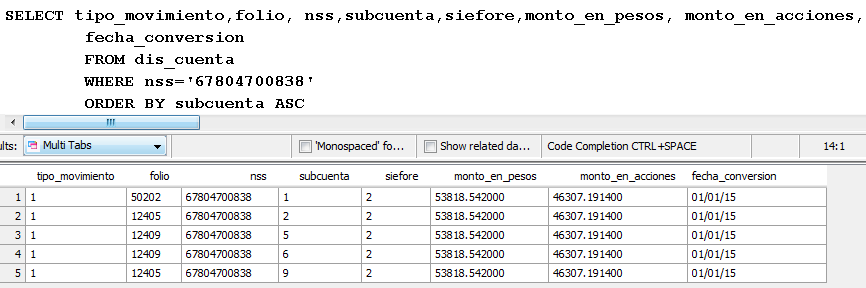 SELECT tipo_movimiento,folio, nss,subcuenta,siefore,monto_en_pesos, monto_en_acciones,
fecha_conversion
FROM dis_cuenta
WHERE nss='67804700838'
ORDER BY subcuenta ASC
ults: Multi Tabs 'Monospaced' fo... Show related da... Code Completion CTRL+SPACE 14:1
tipo_movimiento folio nss subcuenta siefore monto_en_pesos monto_en_acciones fecha_conversion
1 1 50202 67804700838 1 2 53818.542000 46307.191400 01/01/15
2 1 12405 67804700838 2 2 53818.542000 46307.191400 01/01/15
3 1 12409 67804700838 5 2 53818.542000 46307.191400 01/01/15
4 1 12409 67804700838 6 2 53818.542000 46307.191400 01/01/15
5 1 12405 67804700838 9 2 53818.542000 46307.191400 01/01/15